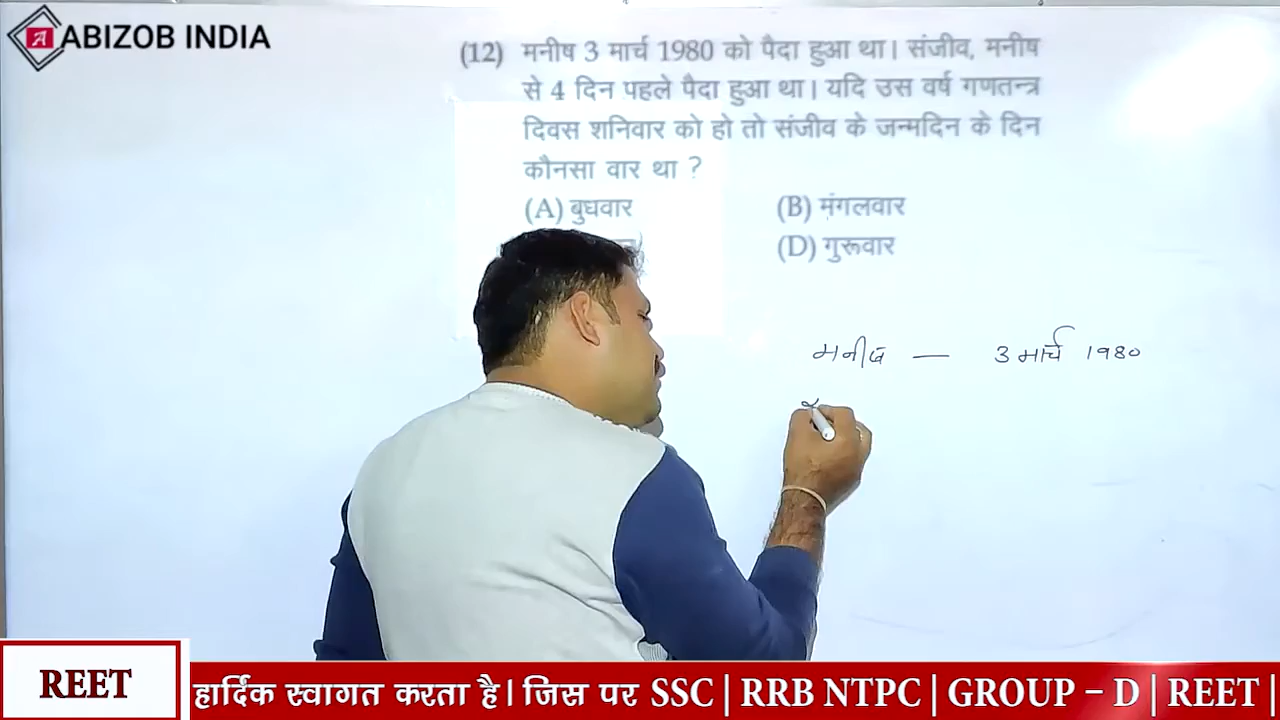 ABIZOB INDIA
(12) मनीष 3 मार्च 1980 को पैदा हुआ था। संजीव, मनीष
से 4 दिन पहले पैदा हुआ था। यदि उस वर्ष गणतन्त्र
दिवस शनिवार को हो तो संजीव के जन्मदिन के दिन
कौनसा वार था ?
(A) बुधवार (B) मंगलवार
(D) गुरूवार
मनीष — 3 मार्च 1980
REET
हार्दिक स्वागत करता है। जिस पर SSC | RRB NTPC | GROUP – D | REET |